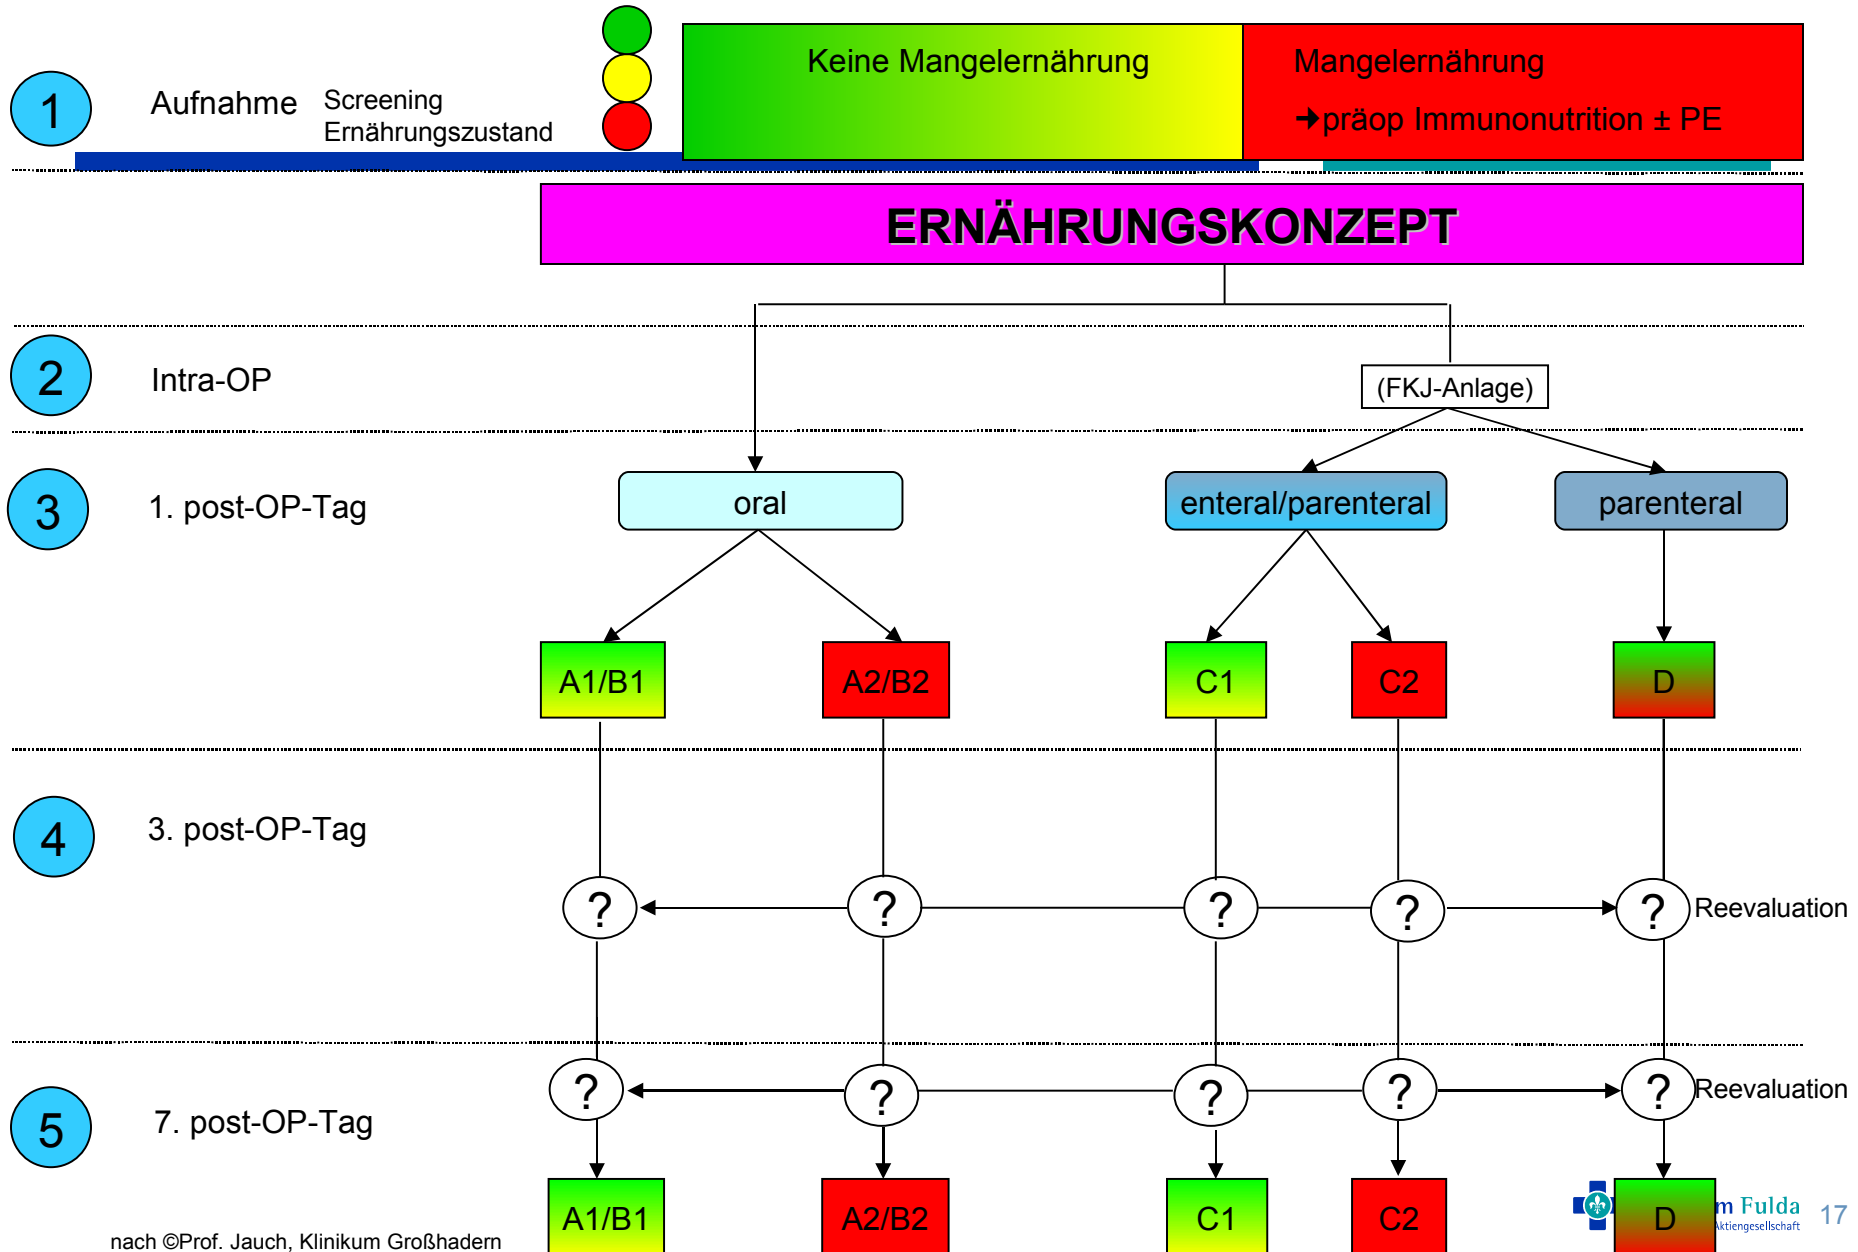 1
Aufnahme
Screening
Ernährungszustand
Keine Mangelernährung
Mangelernährung
➔präop Immunonutrition ± PE
ERNÄHRUNGSKONZEPT
2
Intra-OP
(FKJ-Anlage)
3
1. post-OP-Tag
oral
enteral/parenteral
parenteral
A1/B1
A2/B2
C1
C2
D
4
3. post-OP-Tag
?
?
?
?
?
Reevaluation
5
7. post-OP-Tag
?
?
?
?
?
Reevaluation
A1/B1
A2/B2
C1
C2
D
m Fulda
Aktiengesellschaft
17
nach ©Prof. Jauch, Klinikum Großhadern